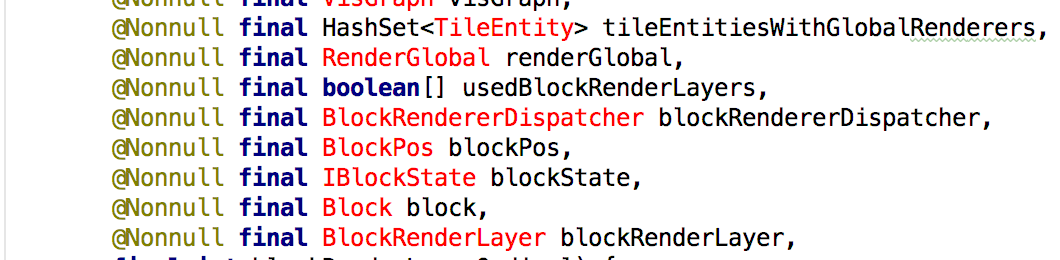 @Nonnull final VisGraph visGraph,
@Nonnull final HashSet<TileEntity> tileEntitiesWithGlobalRenderers,
@Nonnull final RenderGlobal renderGlobal,
@Nonnull final boolean[] usedBlockRenderLayers,
@Nonnull final BlockRendererDispatcher blockRendererDispatcher,
@Nonnull final BlockPos blockPos,
@Nonnull final IBlockState blockState,
@Nonnull final Block block,
@Nonnull final BlockRenderLayer blockRenderLayer,